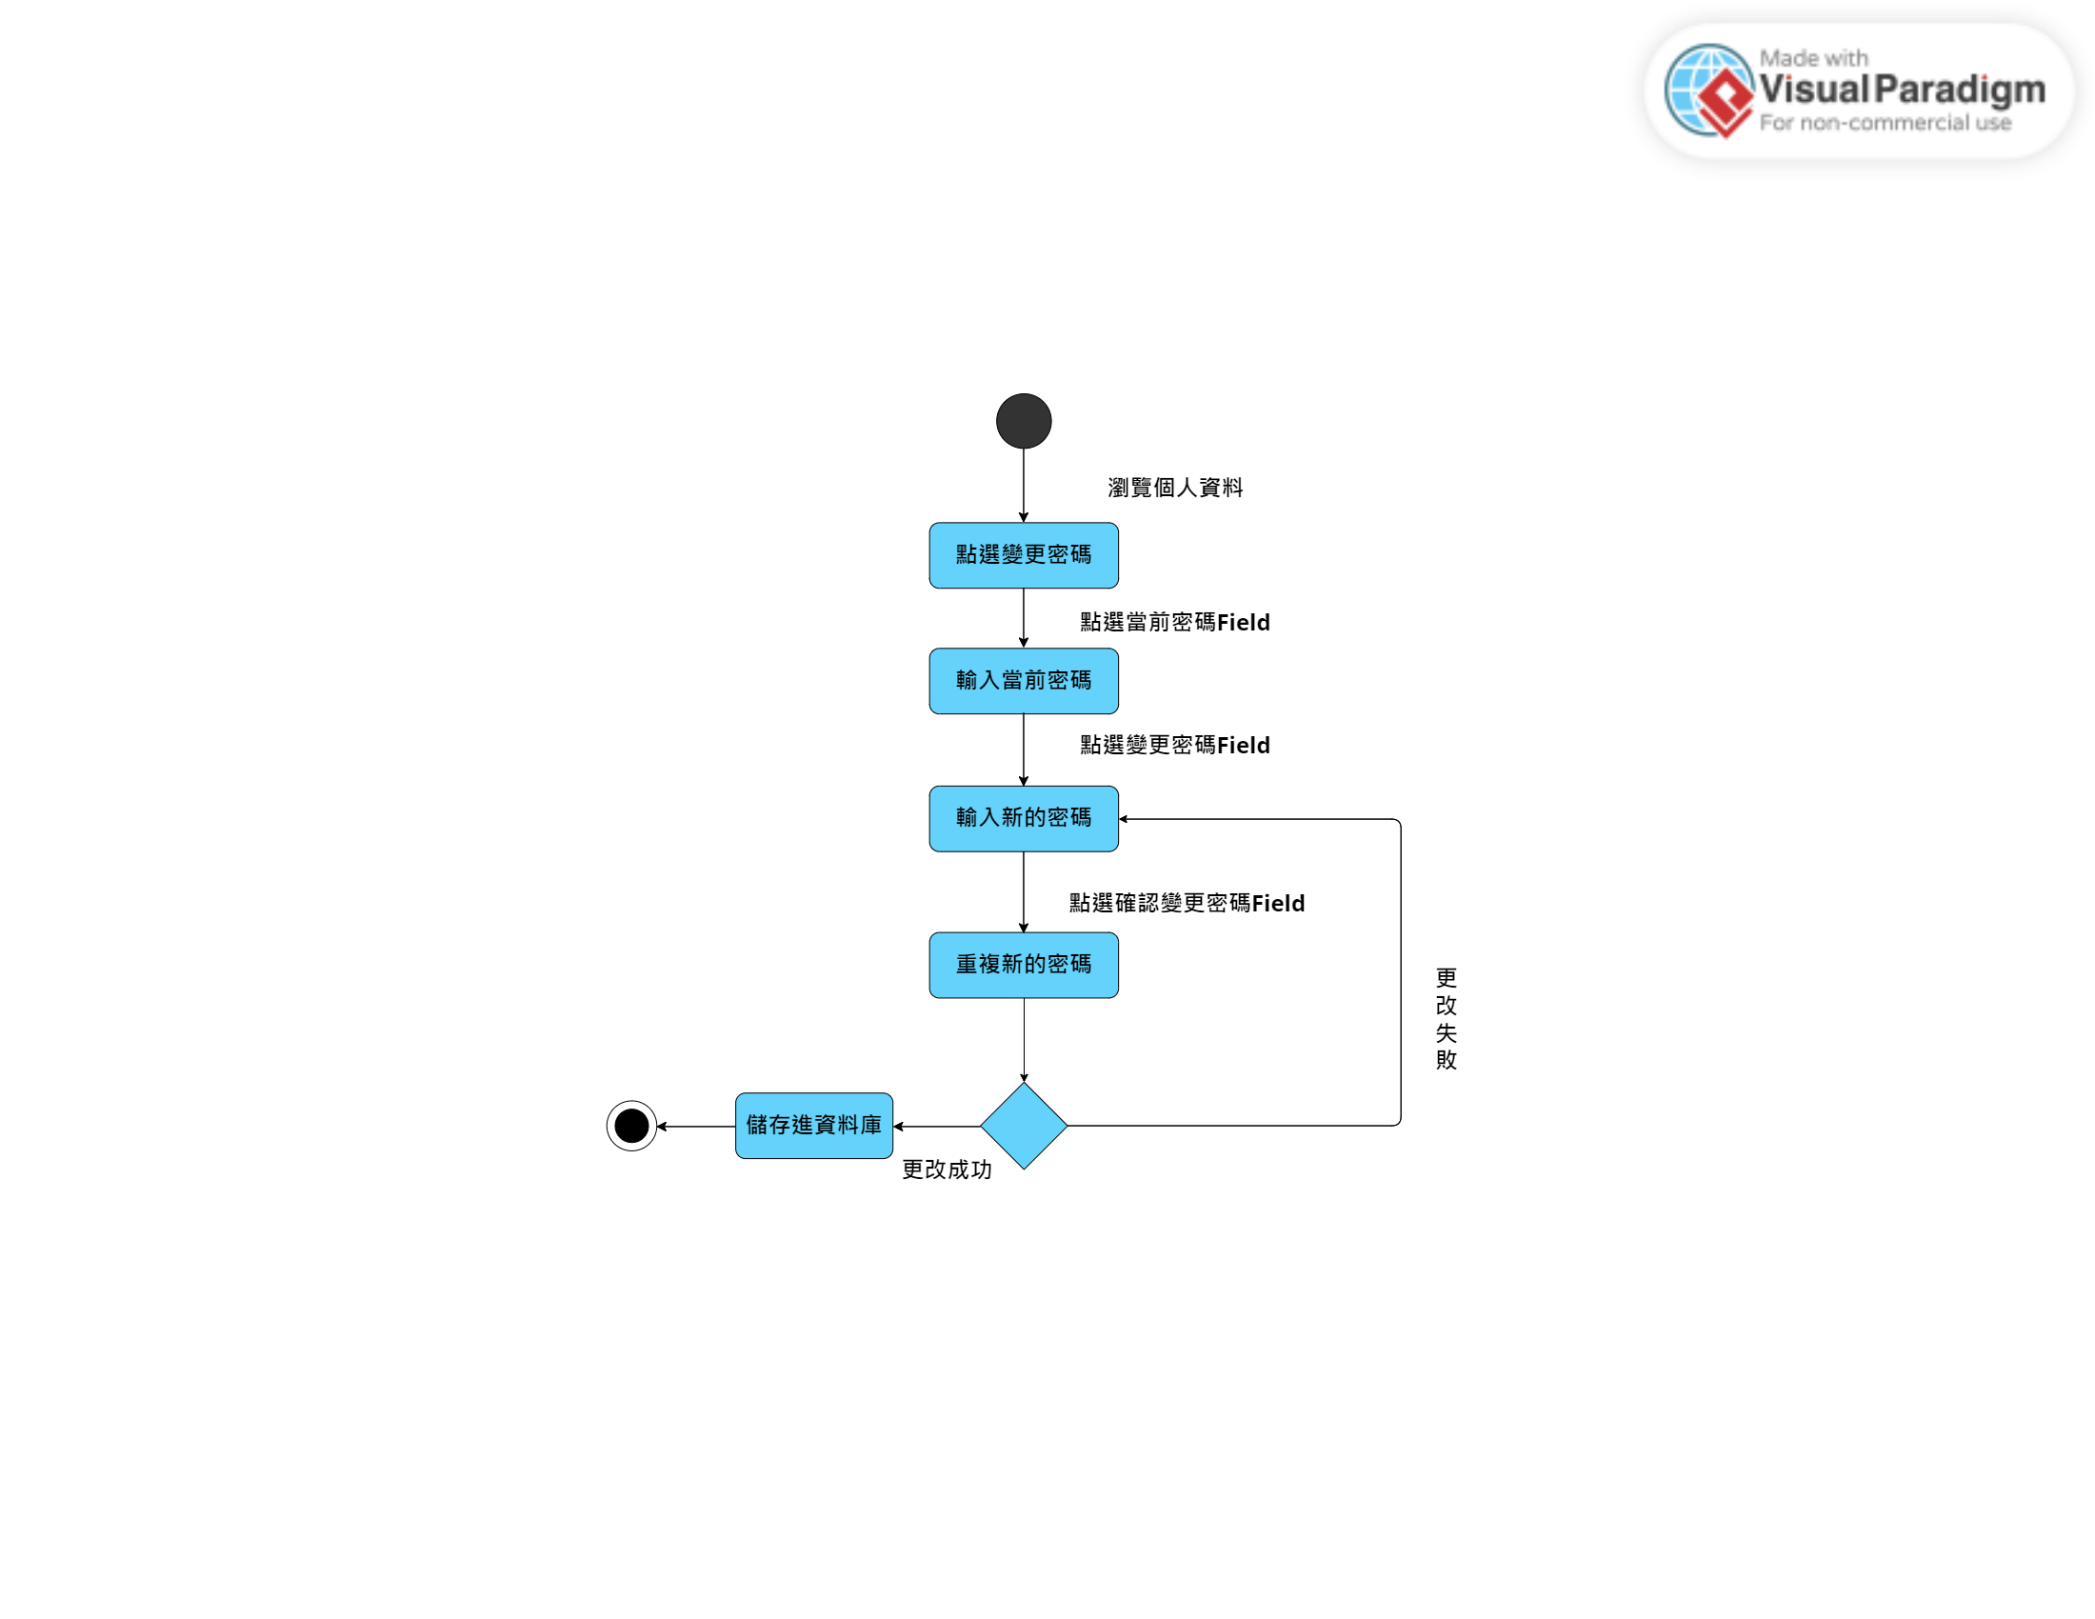 Made with
Visual Paradigm
For non-commercial use
瀏覽個人資料
點選變更密碼
點選當前密碼Field
輸入當前密碼
點選變更密碼Field
輸入新的密碼
點選確認變更密碼Field
重複新的密碼
更
改
失
敗
儲存進資料庫
更改成功